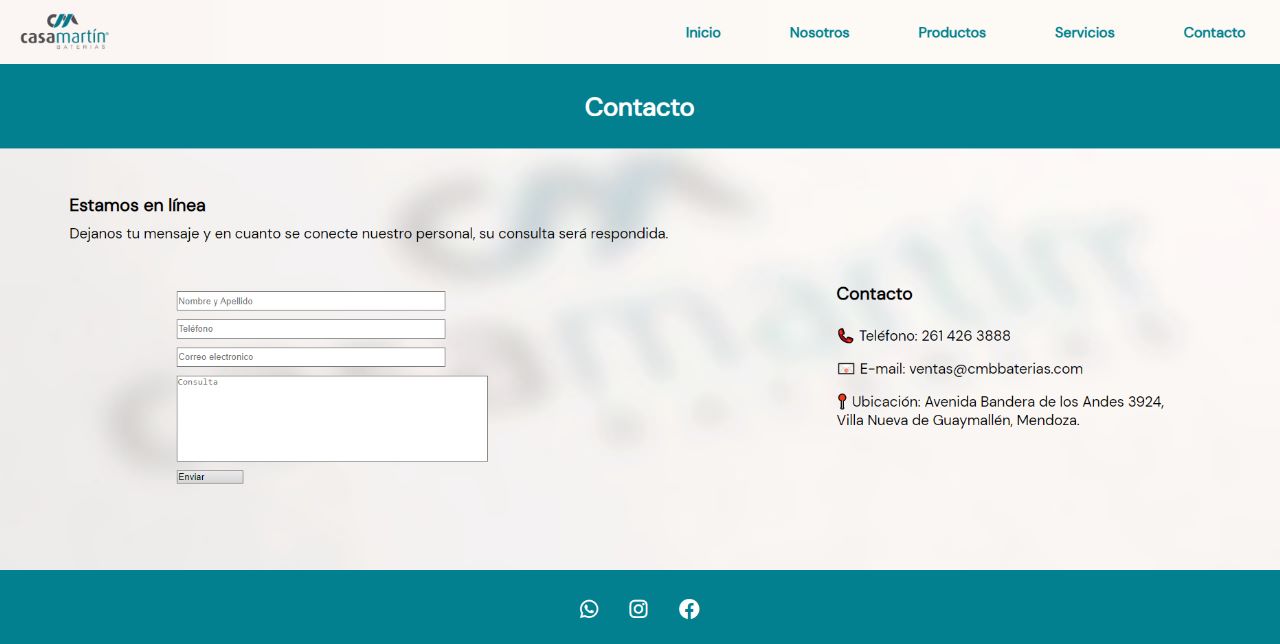 CM
casamartín
BATERIAS
Inicio
Nosotros
Productos
Servicios
Contacto
Contacto
Estamos en línea
Dejanos tu mensaje y en cuanto se conecte nuestro personal, su consulta será respondida.
Nombre y Apellido
Teléfono
Correo electronico
Consulta
Enviar
Contacto
Teléfono: 261 426 3888
E-mail: ventas@cmbbaterias.com
Ubicación: Avenida Bandera de los Andes 3924,
Villa Nueva de Guaymallén, Mendoza.